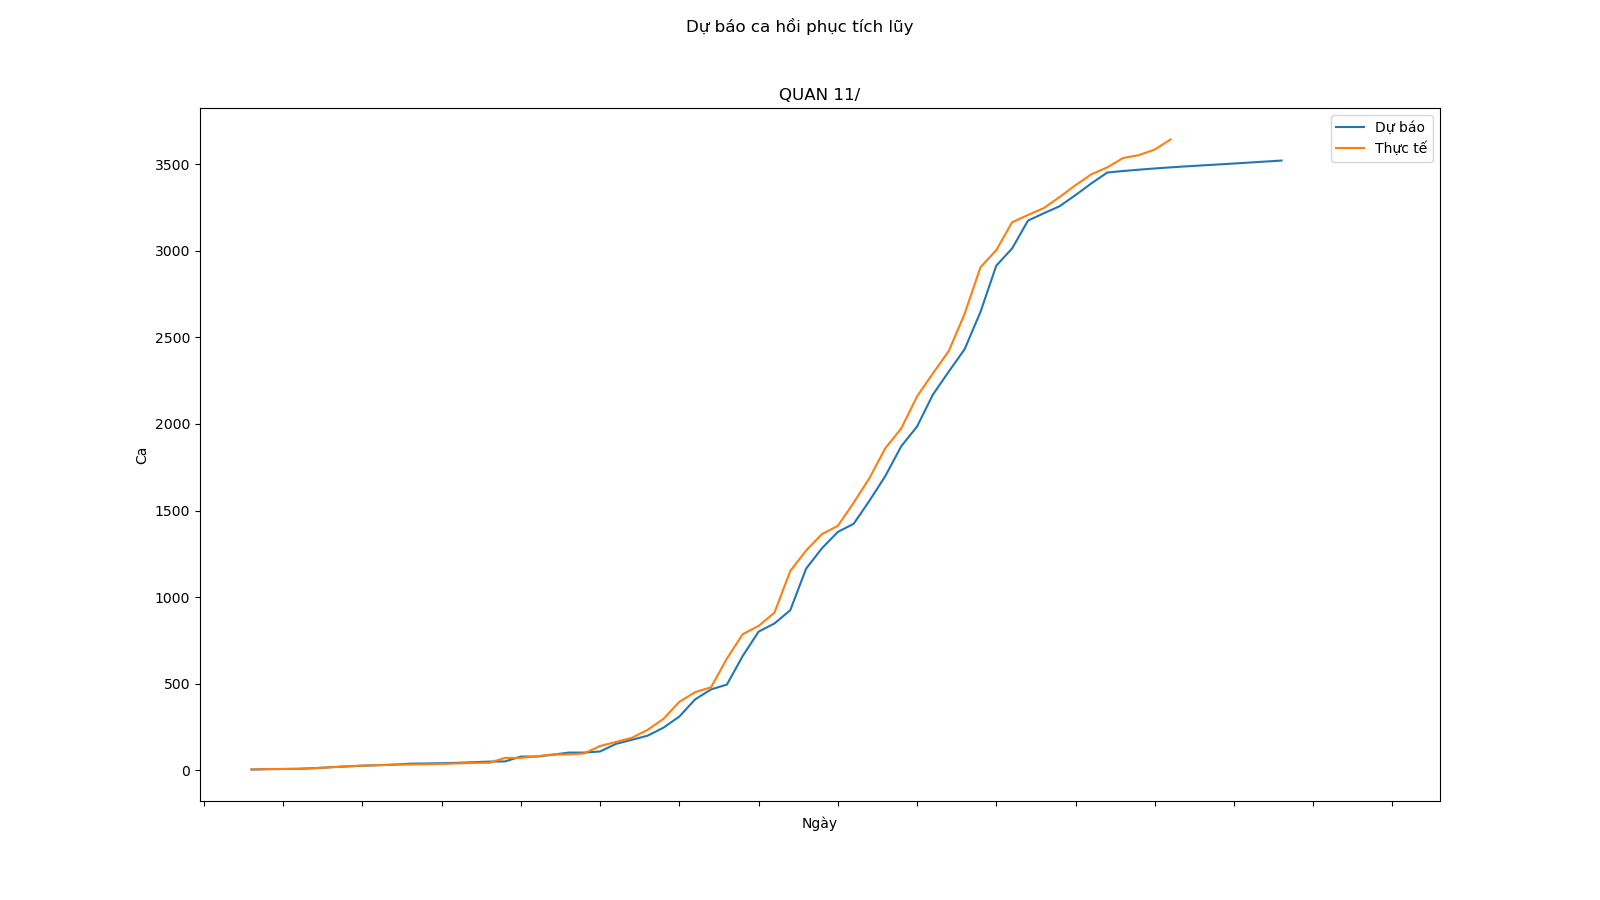 Dự báo ca hồi phục tích lũy
QUAN 11/
Dự báo
Thực tế
3500
3000
2500
2000
1500
1000
500
0
Ca
Ngày